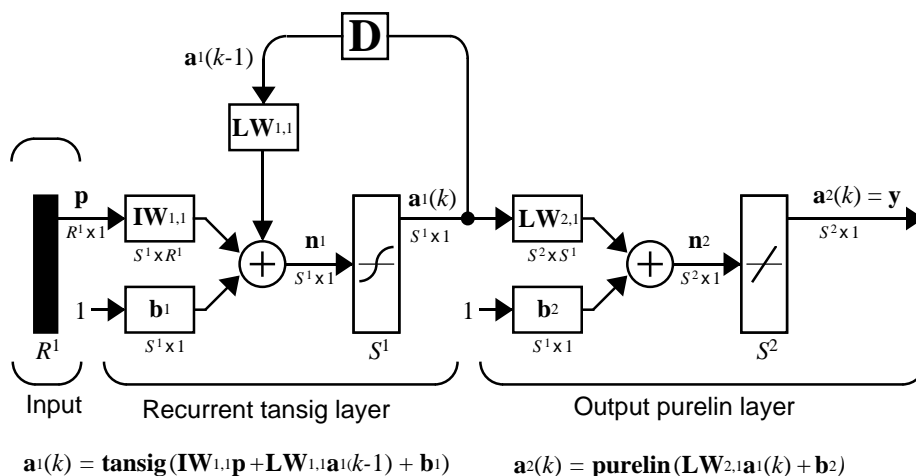 D
a¹(k-1)
LW1,1
p
R¹ x 1
IW1,1
S¹ x R¹
n¹
S¹ x 1
a¹(k)
S¹ x 1
LW2,1
S² x S¹
n²
S² x 1
a²(k) = y
S² x 1
1
b¹
S¹ x 1
1
b²
S¹ x 1
R¹
S¹
S²
Input
Recurrent tansig layer
Output purelin layer
a1(k) = tansig (IW1,1p +LW1,1a1(k-1) + b1)
a2(k) = purelin (LW2,1a1(k) + b2)